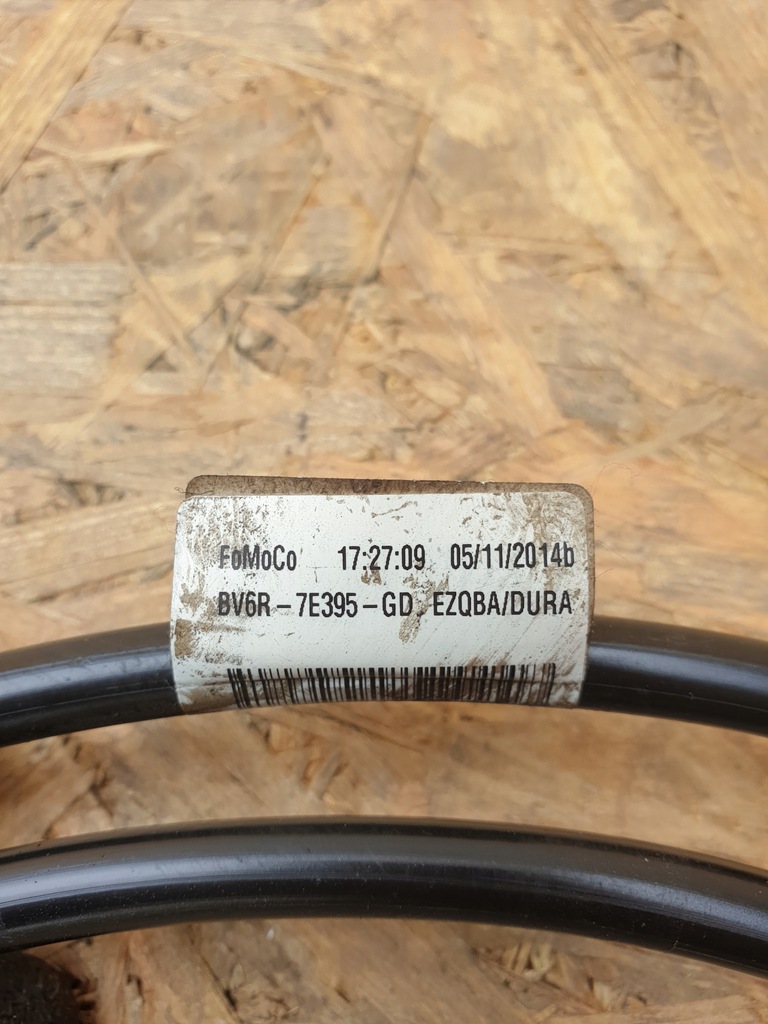 FoMoCo 17:27:09 05/11/2014b
BV6R-7E395-GD EZQBA/DURA